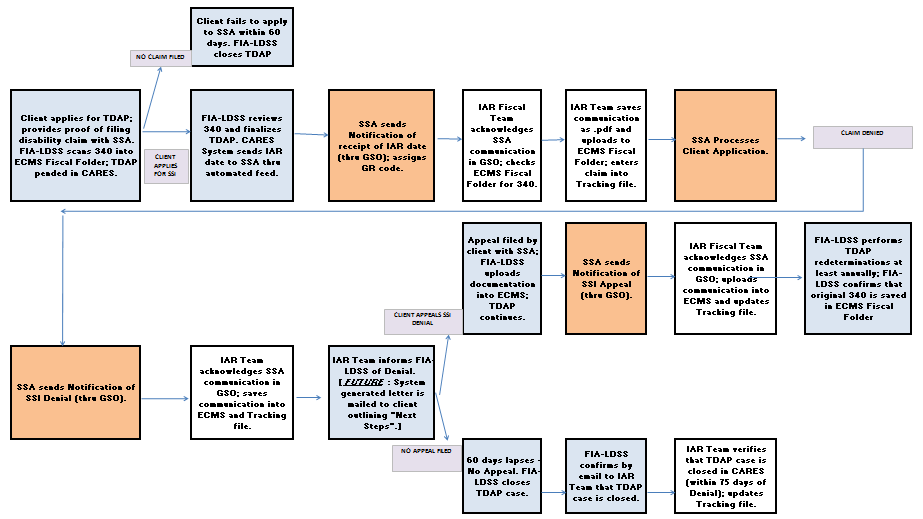 Client fails to apply
to SSA within 60
days. FIA-LDSS
closes TDAP
NO CLAIM FILED
Client applies for TDAP;
provides proof of filing
disability claim with SSA.
FIA-LDSS scans 340 into
ECMS Fiscal Folder; TDAP
pended in CARES.
CLIENT
APPLIES
FOR SSI
FIA-LDSS reviews
340 and finalizes
TDAP. CARES
System sends IAR
date to SSA thru
automated feed.
SSA sends
Notification of
receipt of IAR date
(thru GSO); assigns
GR code.
IAR Fiscal
Team
acknowledges
SSA
communication
in GSO; checks
ECMS Fiscal
Folder for 340.
IAR Team saves
communication
as .pdf and
uploads to
ECMS Fiscal
Folder; enters
claim into
Tracking file.
SSA Processes
Client Application.
CLAIM DENIED
Appeal filed by
client with SSA;
FIA-LDSS
uploads
documentation
into ECMS;
TDAP
continues.
SSA sends
Notification of
SSI Appeal
(thru GSO).
IAR Fiscal Team
acknowledges SSA
communication in
GSO; uploads
communication into
ECMS and updates
Tracking file.
FIA-LDSS performs
TDAP
redeterminations at
least annually; FIA-
LDSS confirms that
original 340 is saved
in ECMS Fiscal
Folder
CLIENT APPEALS SSI
DENIAL
SSA sends Notification of
SSI Denial (thru GSO).
IAR Team
acknowledges SSA
communication in
GSO; saves
communication into
ECMS and Tracking
file.
IAR Team informs FIA-
LDSS of Denial.
[ FUTURE : System
generated letter is
mailed to client
outlining "Next
Steps".]
NO APPEAL FILED
60 days lapses -
No Appeal. FIA-
LDSS closes
TDAP case.
FIA-LDSS
confirms by
email to IAR
Team that TDAP
case is closed.
IAR Team verifies
that TDAP case is
closed in CARES
(within 75 days of
Denial); updates
Tracking file.